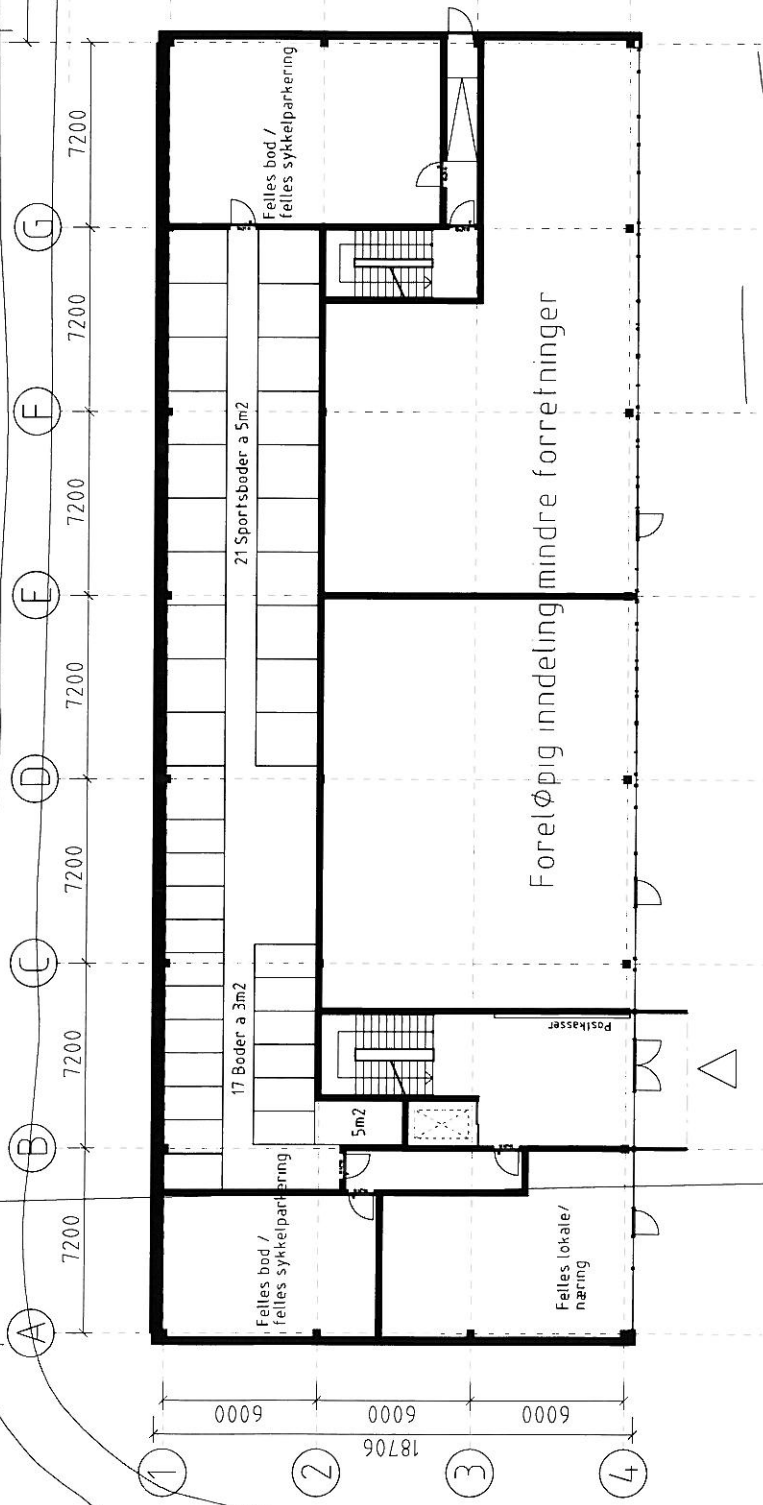 A
B
C
D
E
F
G
7200
7200
7200
7200
7200
7200
7200
1
2
3
4
6000
6000
6000
18706
Felles bod /
felles sykkelparkering
17 Boder a 3m2
21 Sportsboder a 5m2
Felles bod /
felles sykkelparkering
5m2
Felles lokale/
næring
Postkasser
ForelØpig inndeling mindre forretninger